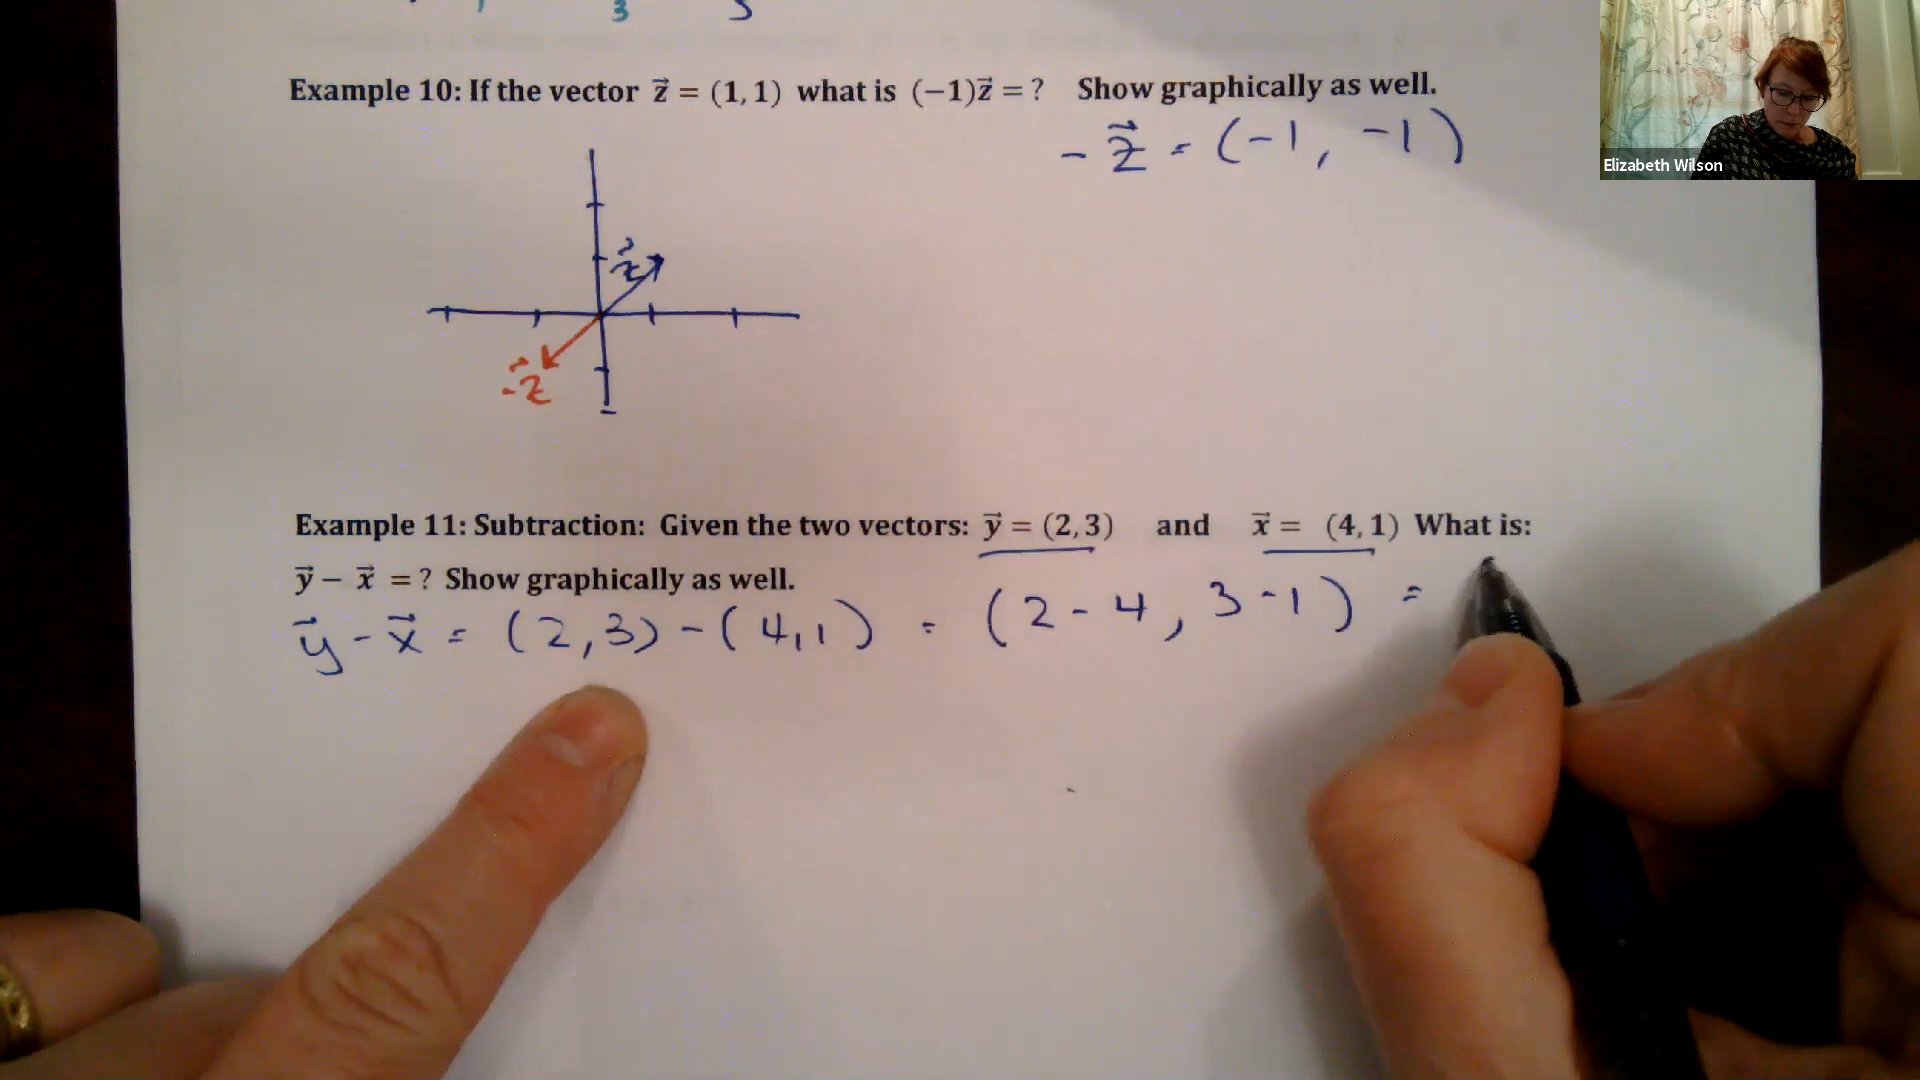 3 3
Example 10: If the vector z⃗ = (1, 1) what is (−1)z⃗ = ? Show graphically as well.
Elizabeth Wilson
- z⃗ = (-1, -1)
z⃗
-z⃗
Example 11: Subtraction: Given the two vectors: y⃗ = (2, 3) and x⃗ = (4, 1) What is:
y⃗ − x⃗ = ? Show graphically as well.
y⃗ - x⃗ = (2,3) - (4,1) = (2-4, 3-1) =